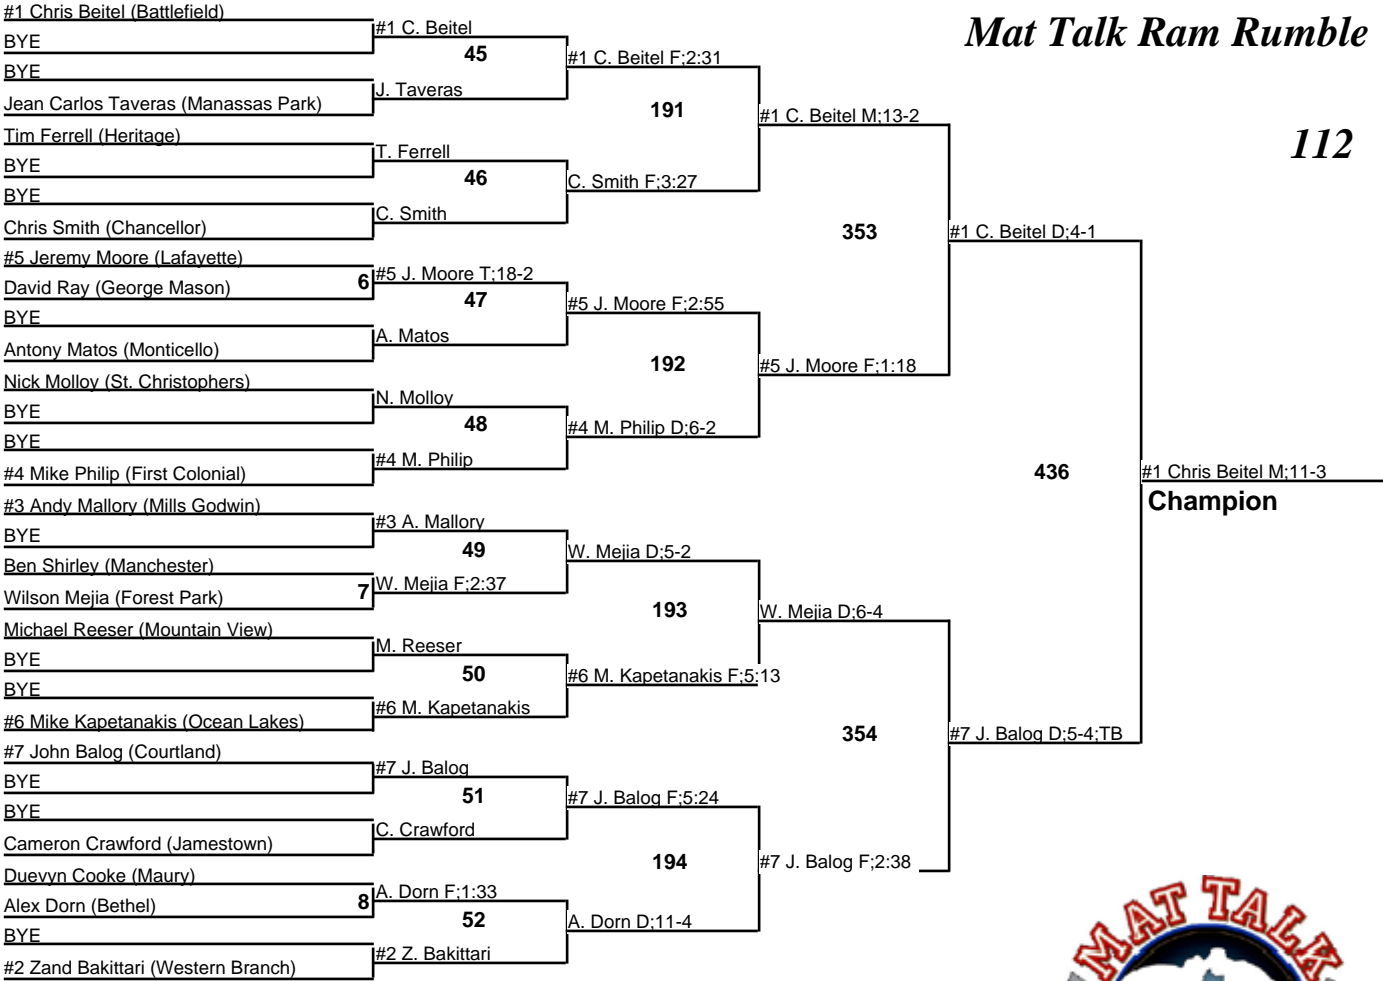 Mat Talk Ram Rumble
112
#1 Chris Beitel (Battlefield)
BYE
BYE
Jean Carlos Taveras (Manassas Park)
Tim Ferrell (Heritage)
BYE
BYE
Chris Smith (Chancellor)
#5 Jeremy Moore (Lafayette)
David Ray (George Mason)
6
BYE
Antony Matos (Monticello)
Nick Molloy (St. Christophers)
BYE
BYE
#4 Mike Philip (First Colonial)
#3 Andy Mallory (Mills Godwin)
BYE
Ben Shirley (Manchester)
Wilson Mejia (Forest Park)
7
Michael Reeser (Mountain View)
BYE
BYE
#6 Mike Kapetanakis (Ocean Lakes)
#7 John Balog (Courtland)
BYE
BYE
Cameron Crawford (Jamestown)
Duevyn Cooke (Maury)
Alex Dorn (Bethel)
8
BYE
#2 Zand Bakittari (Western Branch)
#1 C. Beitel
45
J. Taveras
T. Ferrell
46
C. Smith
#5 J. Moore T;18-2
47
A. Matos
N. Molloy
48
#4 M. Philip
#3 A. Mallory
49
W. Mejia F;2:37
M. Reeser
50
#6 M. Kapetanakis
#7 J. Balog
51
C. Crawford
A. Dorn F;1:33
52
#2 Z. Bakittari
#1 C. Beitel F;2:31
191
C. Smith F;3:27
#5 J. Moore F;2:55
192
#4 M. Philip D;6-2
W. Mejia D;5-2
193
#6 M. Kapetanakis F;5:13
#7 J. Balog F;5:24
194
A. Dorn D;11-4
#1 C. Beitel M;13-2
353
#5 J. Moore F;1:18
W. Mejia D;6-4
354
#7 J. Balog F;2:38
#1 C. Beitel D;4-1
436
#7 J. Balog D;5-4;TB
#1 Chris Beitel M;11-3
Champion
MAT TALK